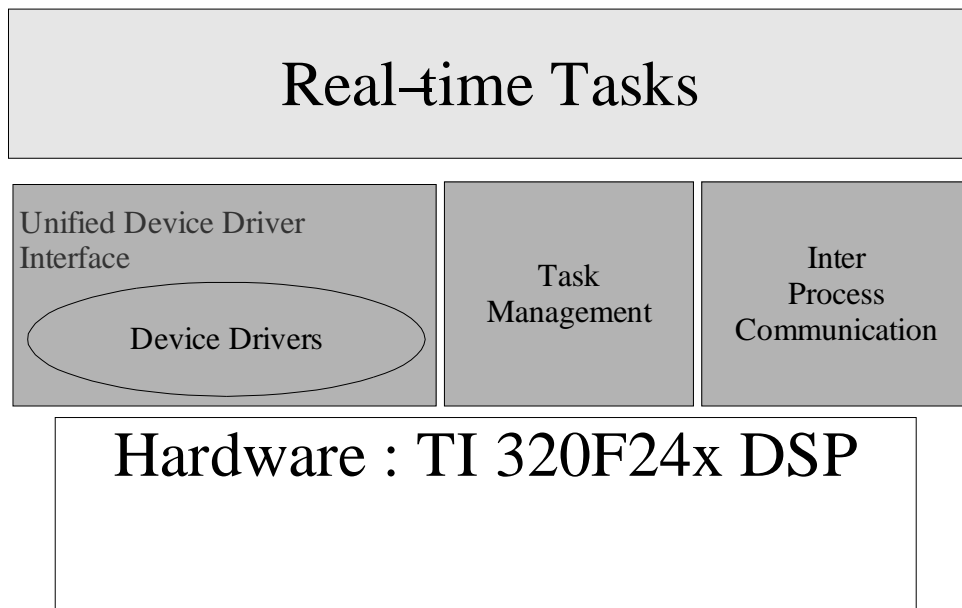 Real-time Tasks
Unified Device Driver
Interface
Device Drivers
Task
Management
Inter
Process
Communication
Hardware : TI 320F24x DSP